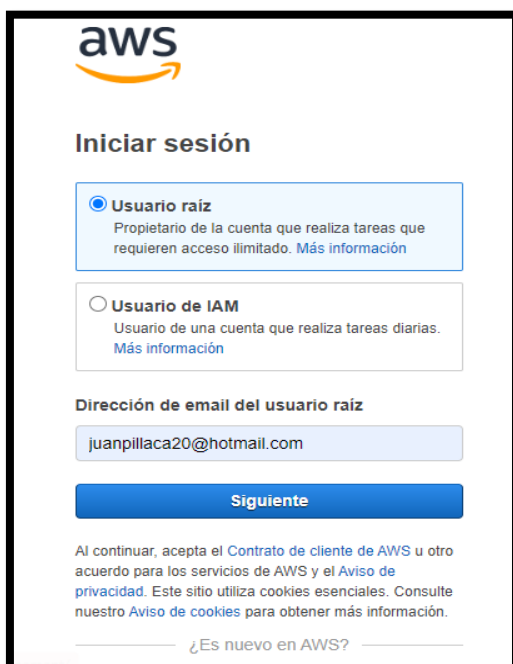 aws
Iniciar sesión
Usuario raíz
Propietario de la cuenta que realiza tareas que
requieren acceso ilimitado. Más información
Usuario de IAM
Usuario de una cuenta que realiza tareas diarias.
Más información
Dirección de email del usuario raíz
juanpillaca20@hotmail.com
Siguiente
Al continuar, acepta el Contrato de cliente de AWS u otro
acuerdo para los servicios de AWS y el Aviso de
privacidad. Este sitio utiliza cookies esenciales. Consulte
nuestro Aviso de cookies para obtener más información.
¿Es nuevo en AWS?